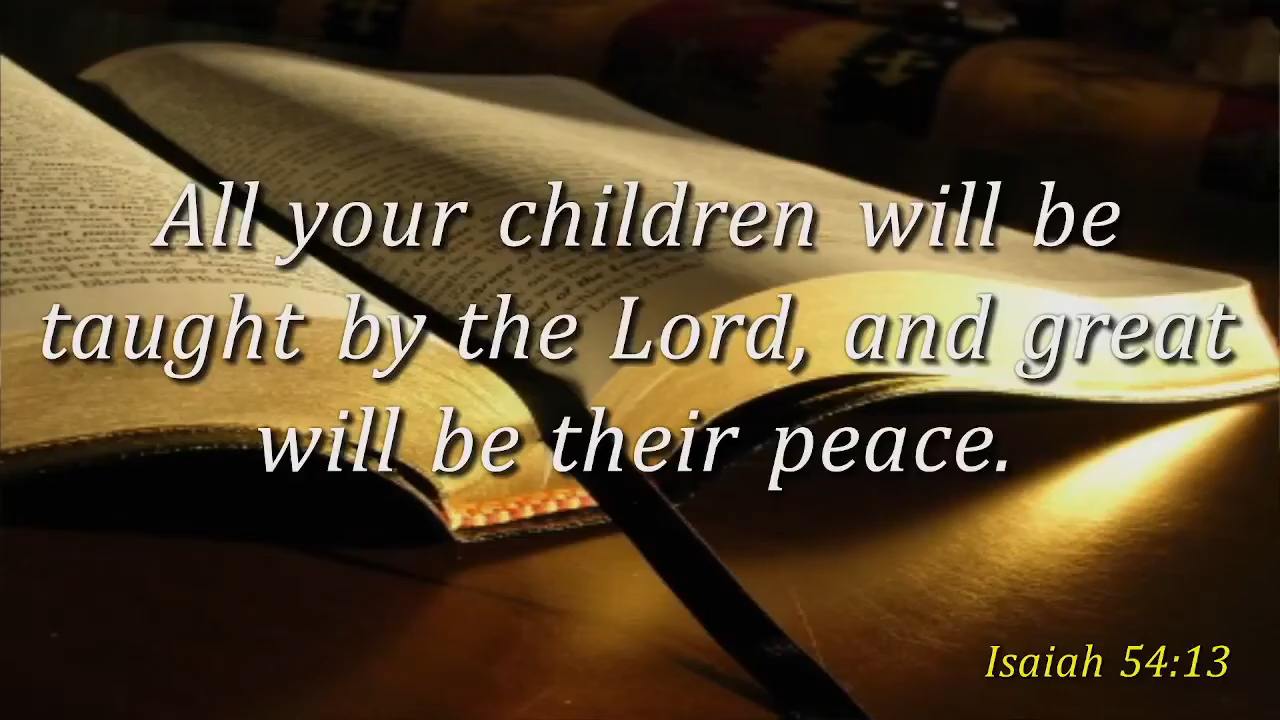 All your children will be
taught by the Lord, and great
will be their peace.
Isaiah 54:13